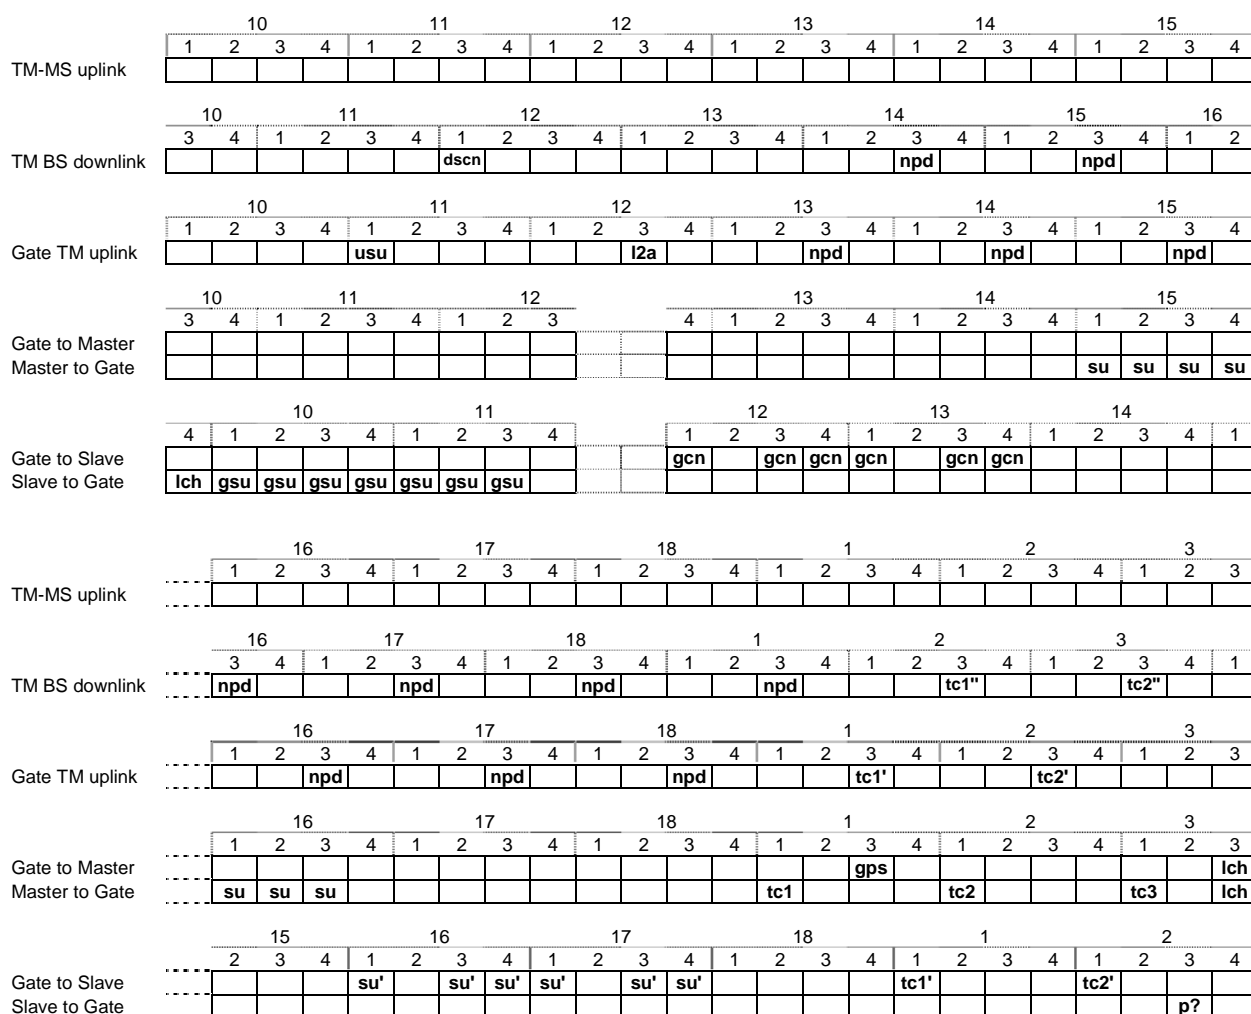 10 11 12 13 14 15
1 2 3 4 1 2 3 4 1 2 3 4 1 2 3 4 1 2 3 4 1 2 3 4
TM-MS uplink
10 11 12 13 14 15 16
3 4 1 2 3 4 1 2 3 4 1 2 3 4 1 2 3 4 1 2 3 4 1 2
TM BS downlink dscn npd npd
10 11 12 13 14 15
1 2 3 4 1 2 3 4 1 2 3 4 1 2 3 4 1 2 3 4 1 2 3 4
Gate TM uplink usu l2a npd npd npd
10 11 12 13 14 15
3 4 1 2 3 4 1 2 3 4 1 2 3 4 1 2 3 4 1 2 3 4
Gate to Master
Master to Gate su su su su
10 11 12 13 14
4 1 2 3 4 1 2 3 4 1 2 3 4 1 2 3 4 1 2 3 4 1
Gate to Slave gcn gcn gcn gcn gcn gcn
Slave to Gate lch gsu gsu gsu gsu gsu gsu gsu
16 17 18 1 2 3
1 2 3 4 1 2 3 4 1 2 3 4 1 2 3 4 1 2 3 4 1 2 3
TM-MS uplink
16 17 18 1 2 3
3 4 1 2 3 4 1 2 3 4 1 2 3 4 1 2 3 4 1 2 3 4 1
TM BS downlink npd npd npd npd tc1" tc2"
16 17 18 1 2 3
1 2 3 4 1 2 3 4 1 2 3 4 1 2 3 4 1 2 3 4 1 2 3
Gate TM uplink npd npd npd tc1' tc2'
16 17 18 1 2 3
1 2 3 4 1 2 3 4 1 2 3 4 1 2 3 4 1 2 3 4 1 2 3
Gate to Master gps lch
Master to Gate su su su tc1 tc2 tc3 lch
15 16 17 18 1 2
2 3 4 1 2 3 4 1 2 3 4 1 2 3 4 1 2 3 4 1 2 3 4
Gate to Slave su' su' su' su' su' su' tc1' tc2'
Slave to Gate p?